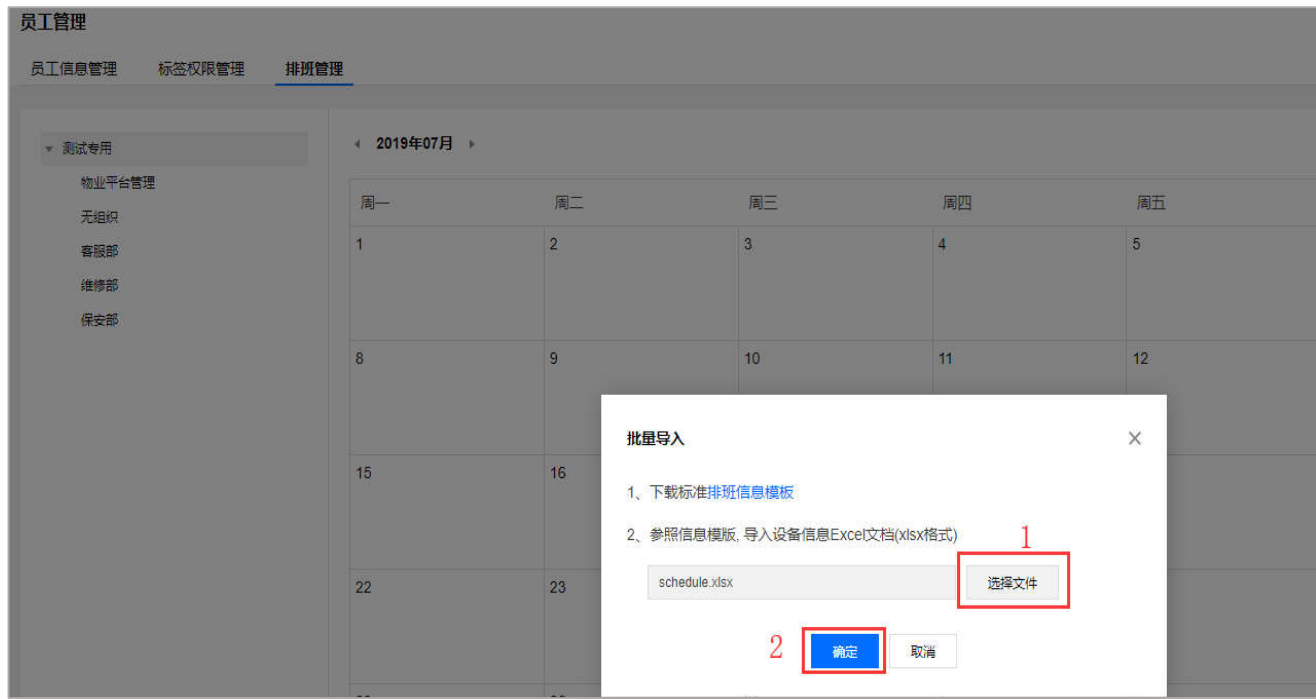 员工管理
员工信息管理 标签权限管理 排班管理
测试专用
物业平台管理
无组织
客服部
维修部
保安部
2019年07月
周一 周二 周三 周四 周五
1 2 3 4 5
8 9 10 11 12
15 16
22 23
批量导入
1、下载标准排班信息模板
2、参照信息模版, 导入设备信息Excel文档(xlsx格式)
1
schedule.xlsx 选择文件
2 确定 取消